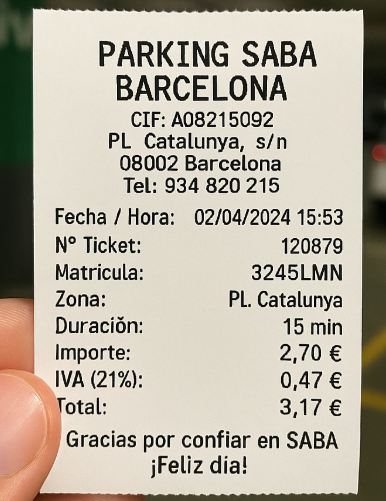 PARKING SABA
BARCELONA
CIF: A08215092
PL Catalunya, s/n
08002 Barcelona
Tel: 934 820 215
Fecha / Hora: 02/04/2024 15:53
N° Ticket: 120879
Matricula: 3245LMN
Zona: PL. Catalunya
Duración: 15 min
Importe: 2,70 €
IVA (21%): 0,47 €
Total: 3,17 €
Gracias por confiar en SABA
¡Feliz dia!